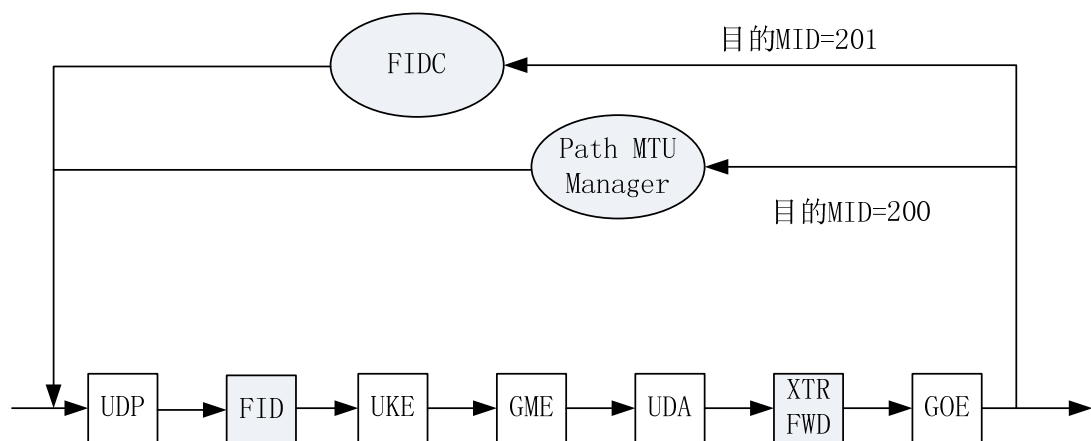 目的MID=201
FIDC
Path MTU
Manager
目的MID=200
UDP
FID
UKE
GME
UDA
XTR
FWD
GOE